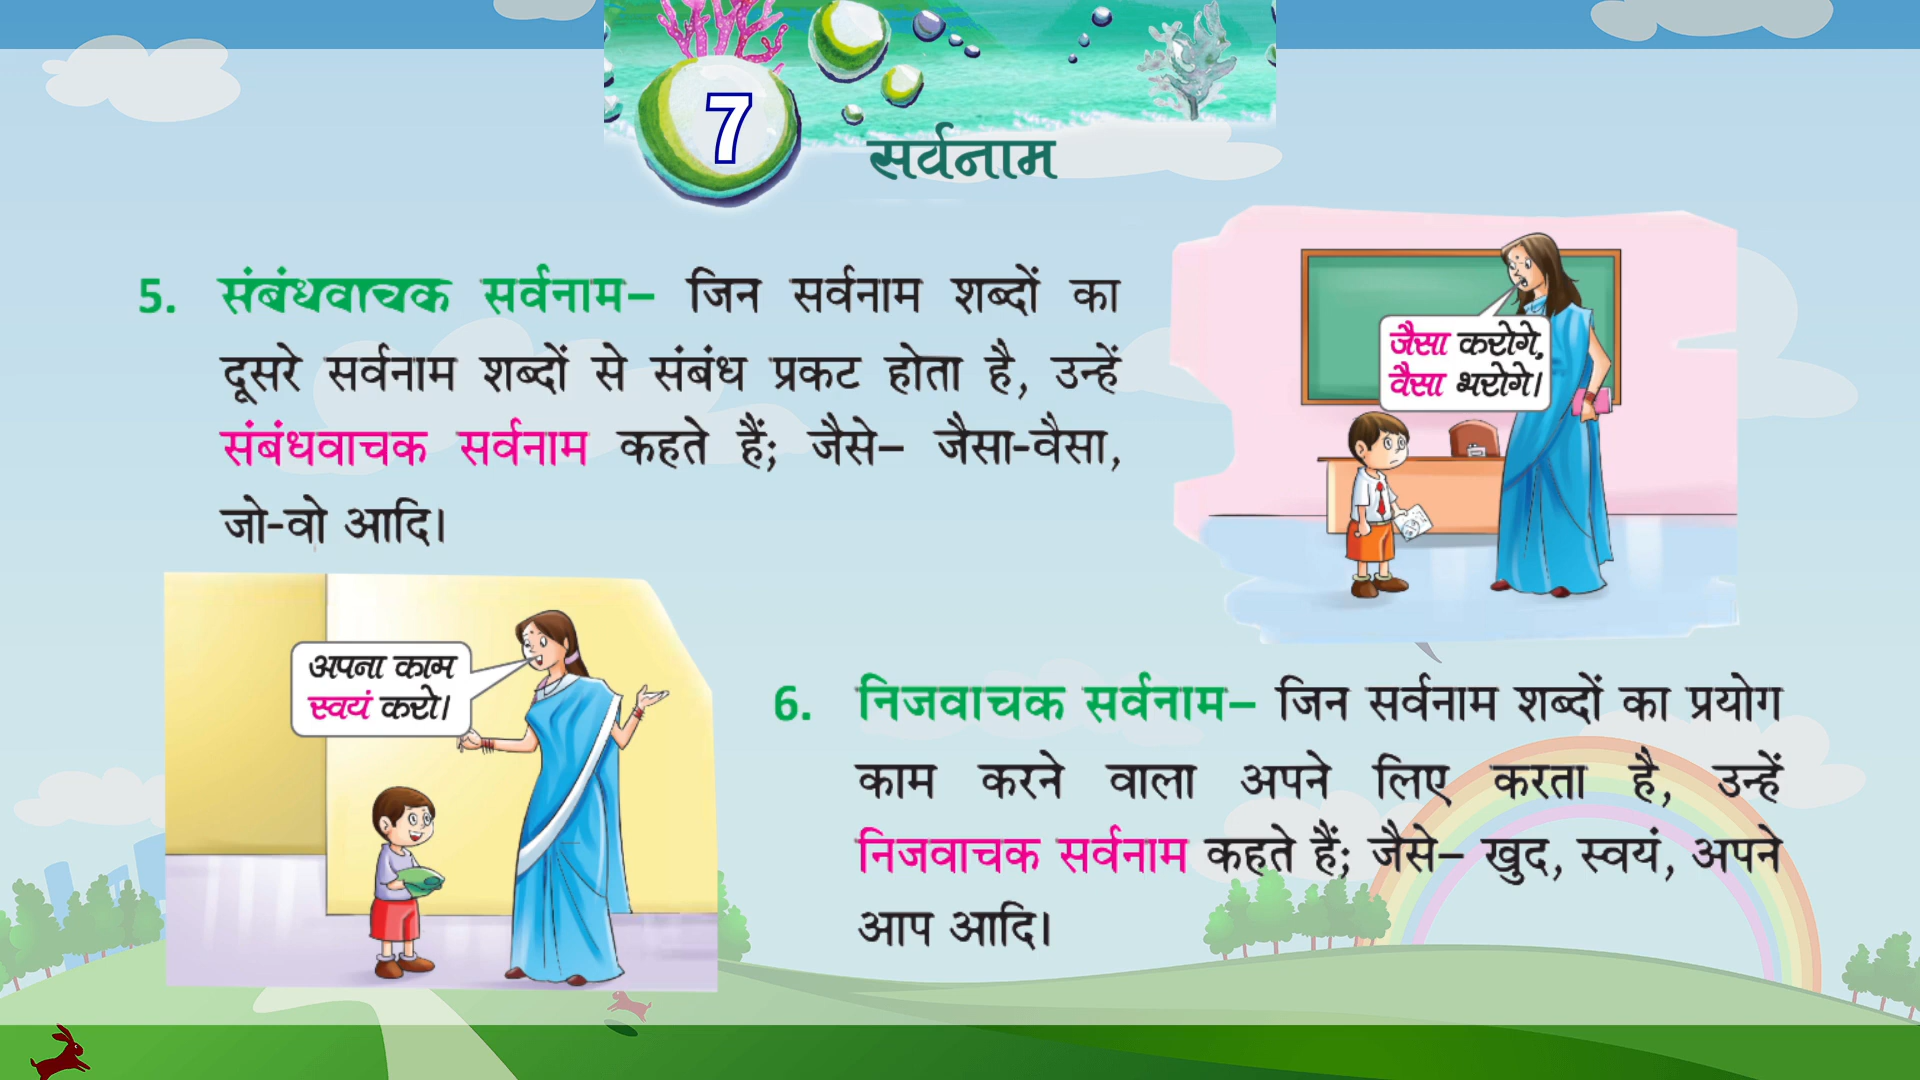 7
सर्वनाम
5. संबंधवाचक सर्वनाम– जिन सर्वनाम शब्दों का
दूसरे सर्वनाम शब्दों से संबंध प्रकट होता है, उन्हें
संबंधवाचक सर्वनाम कहते हैं; जैसे– जैसा-वैसा,
जो-वो आदि।
जैसा करोगे,
वैसा भरोगे।
अपना काम
स्वयं करो।
6. निजवाचक सर्वनाम– जिन सर्वनाम शब्दों का प्रयोग
काम करने वाला अपने लिए करता है, उन्हें
निजवाचक सर्वनाम कहते हैं; जैसे– खुद, स्वयं, अपने
आप आदि।